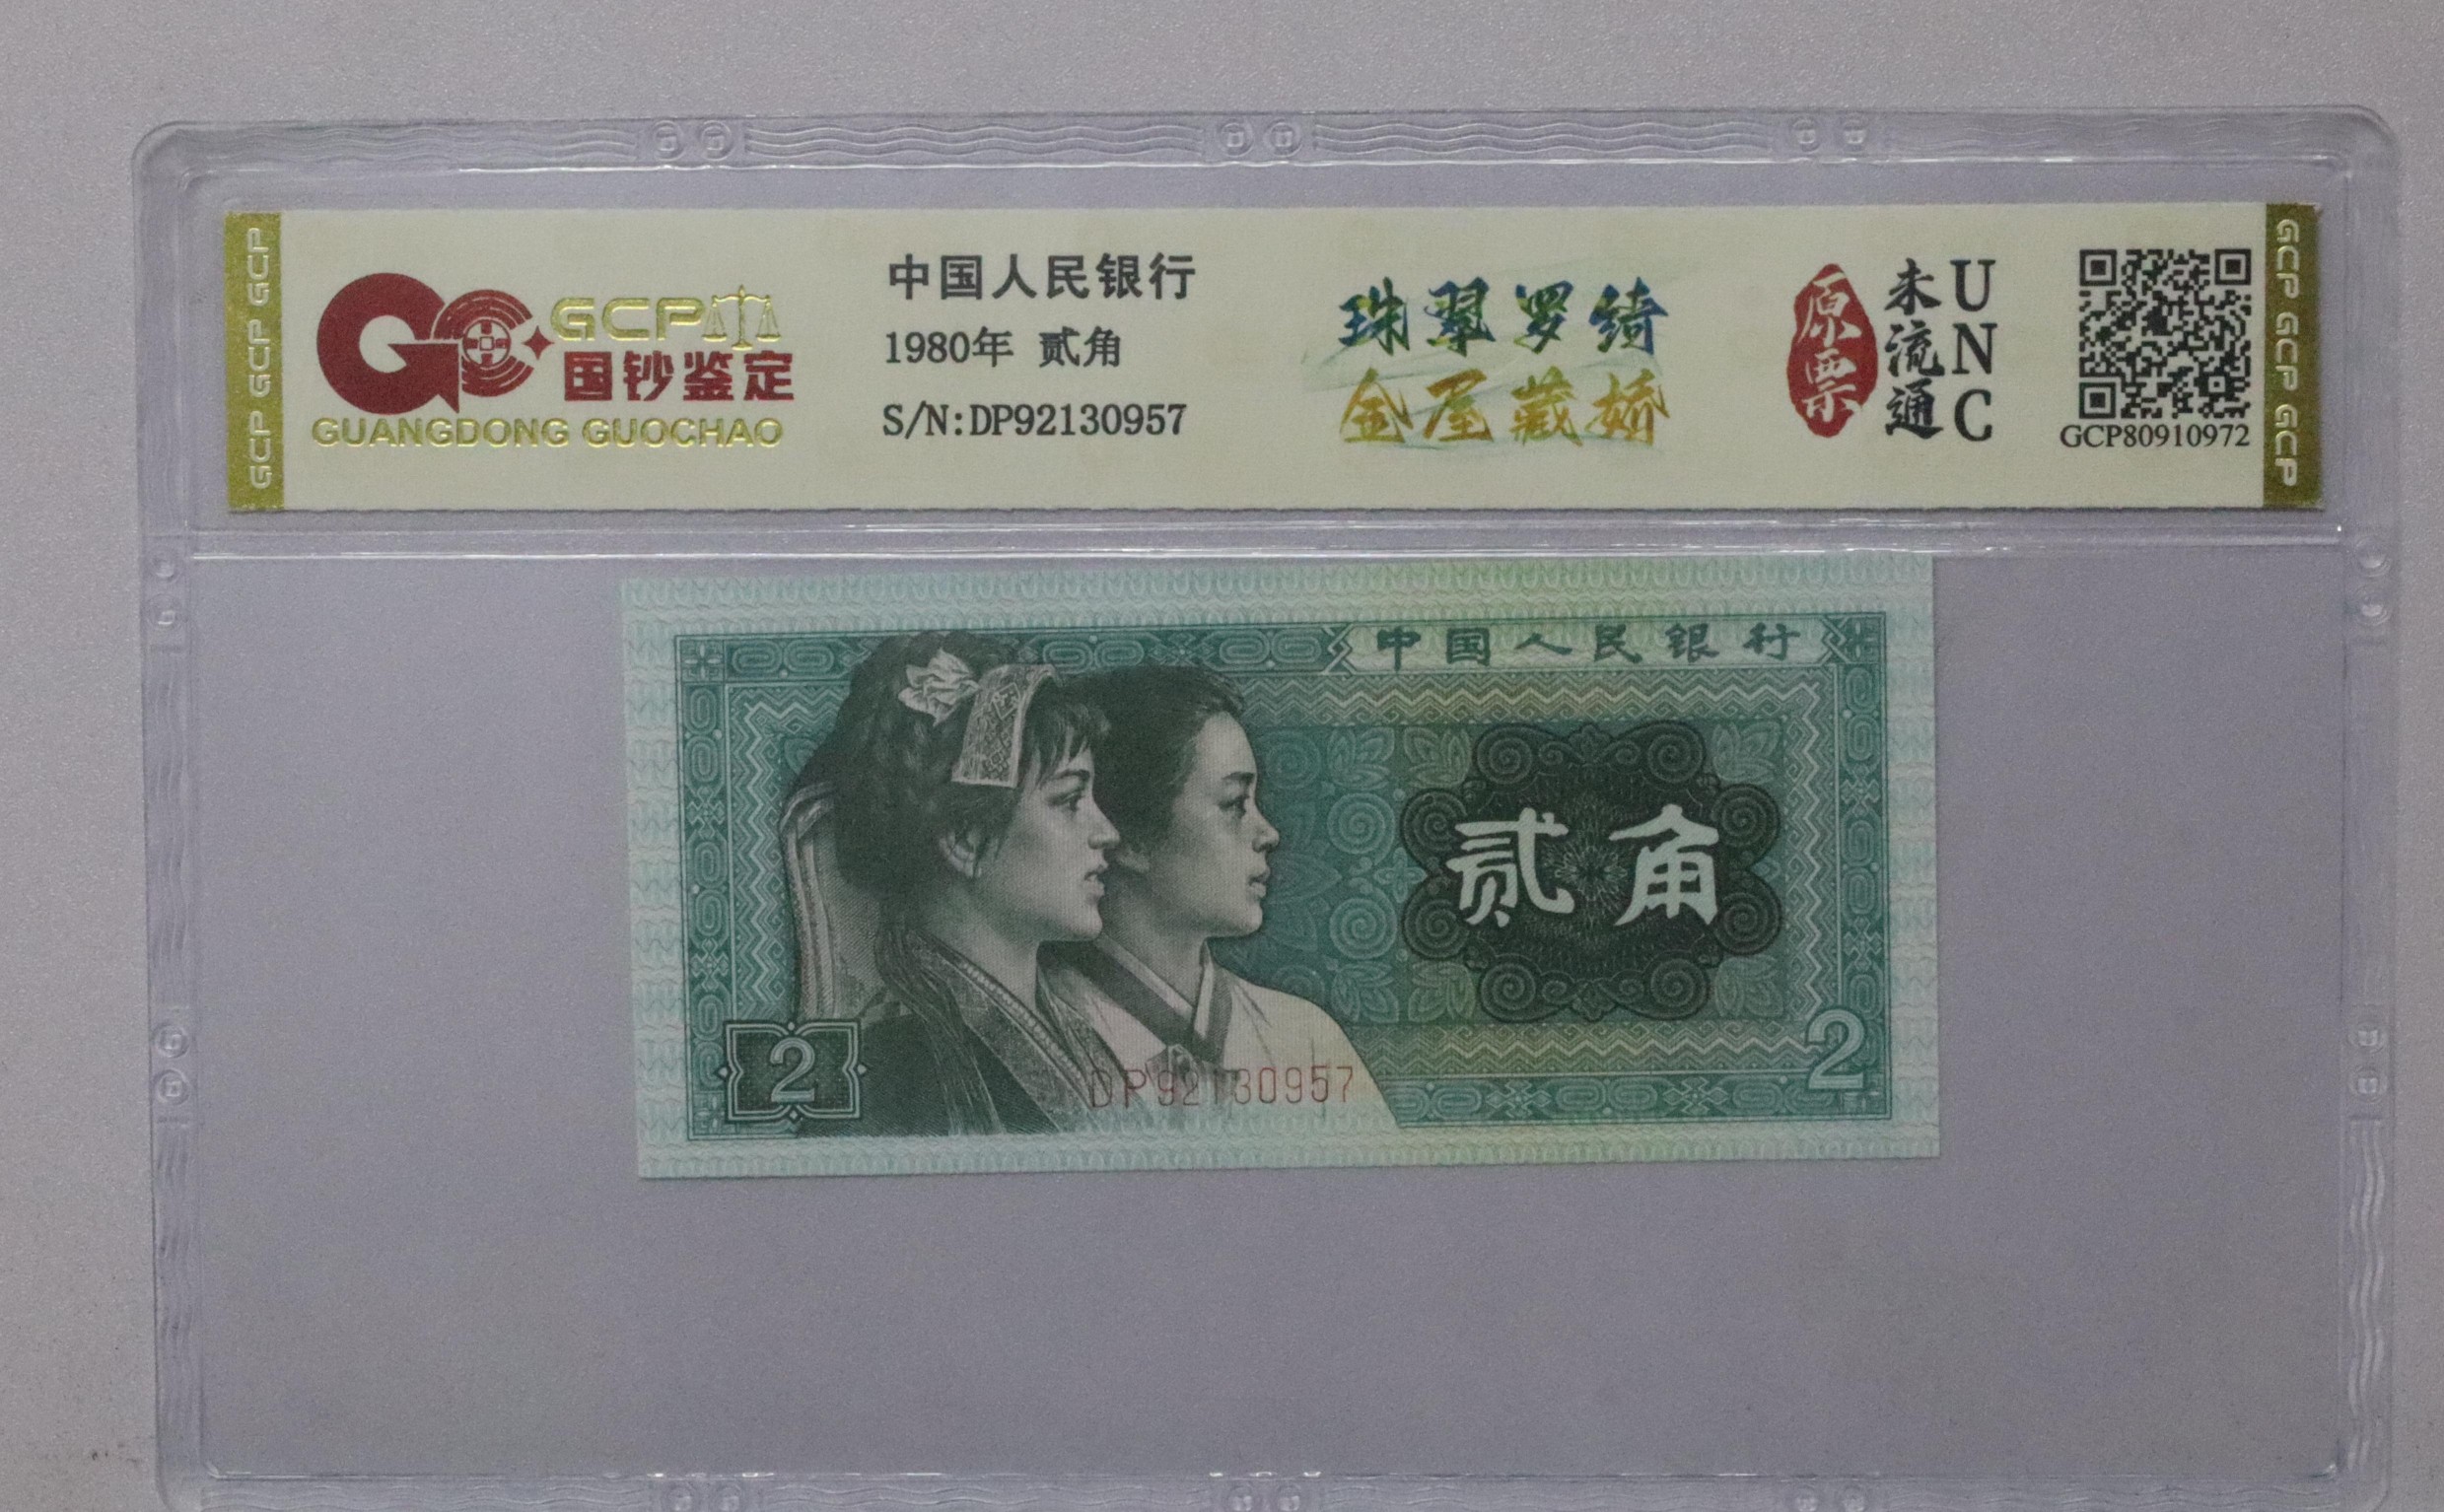 GCP GCP GCP
GCP
国钞鉴定
GUANGDONG GUOCHAO
中国人民银行
1980年 贰角
S/N:DP92130957
珠翠罗绮
金屋藏娇
原票
未流通
UNC
GCP80910972
GCP GCP GCP
中国人民银行
贰角
2
DP92130957
2